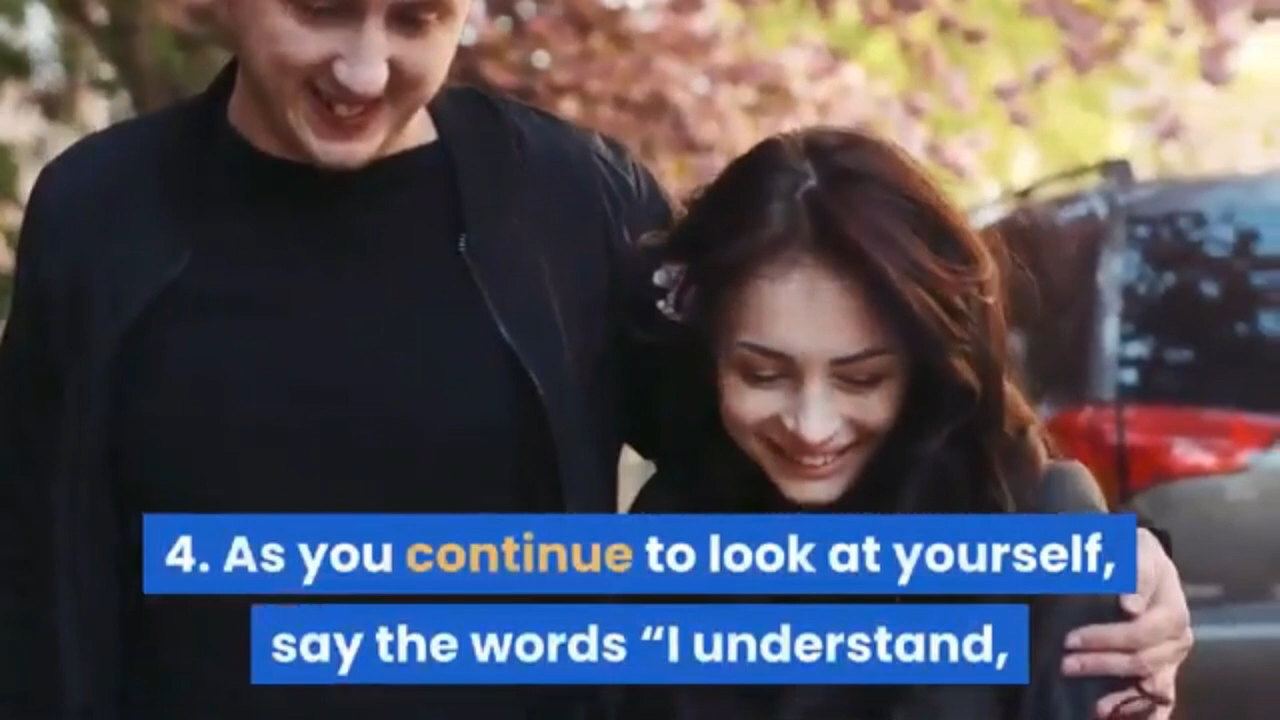 4. As you continue to look at yourself,
say the words “I understand,